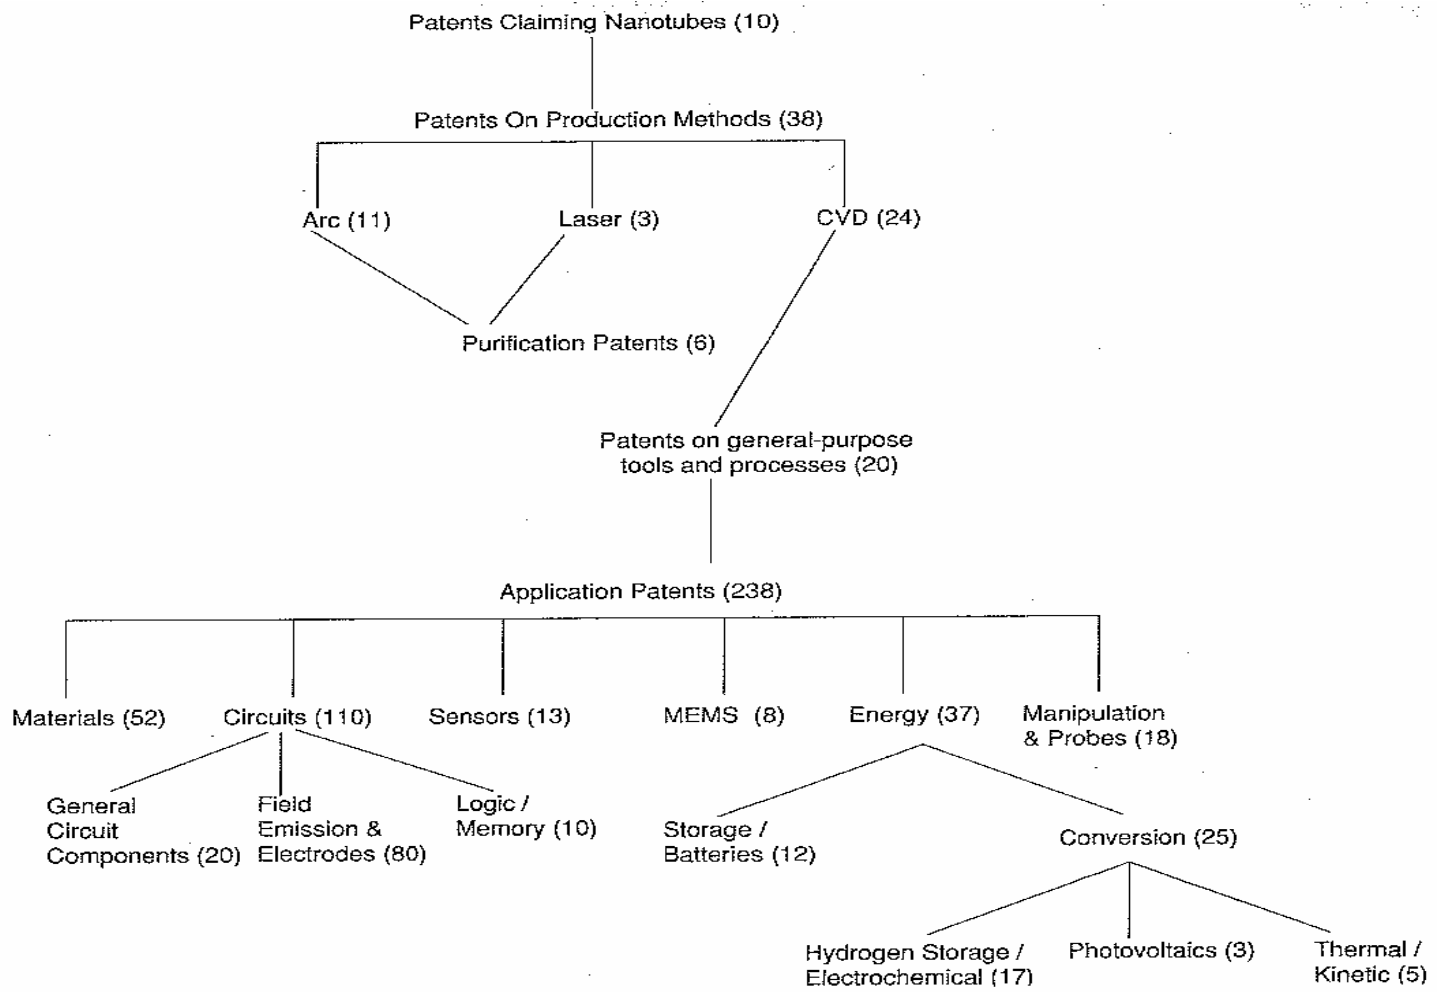 Patents Claiming Nanotubes (10)
Patents On Production Methods (38)
Arc (11)
Laser (3)
CVD (24)
Purification Patents (6)
Patents on general-purpose
tools and processes (20)
Application Patents (238)
Materials (52)
Circuits (110)
Sensors (13)
MEMS (8)
Energy (37)
Manipulation
& Probes (18)
General
Circuit
Components (20)
Field
Emission &
Electrodes (80)
Logic /
Memory (10)
Storage /
Batteries (12)
Conversion (25)
Hydrogen Storage /
Electrochemical (17)
Photovoltaics (3)
Thermal /
Kinetic (5)